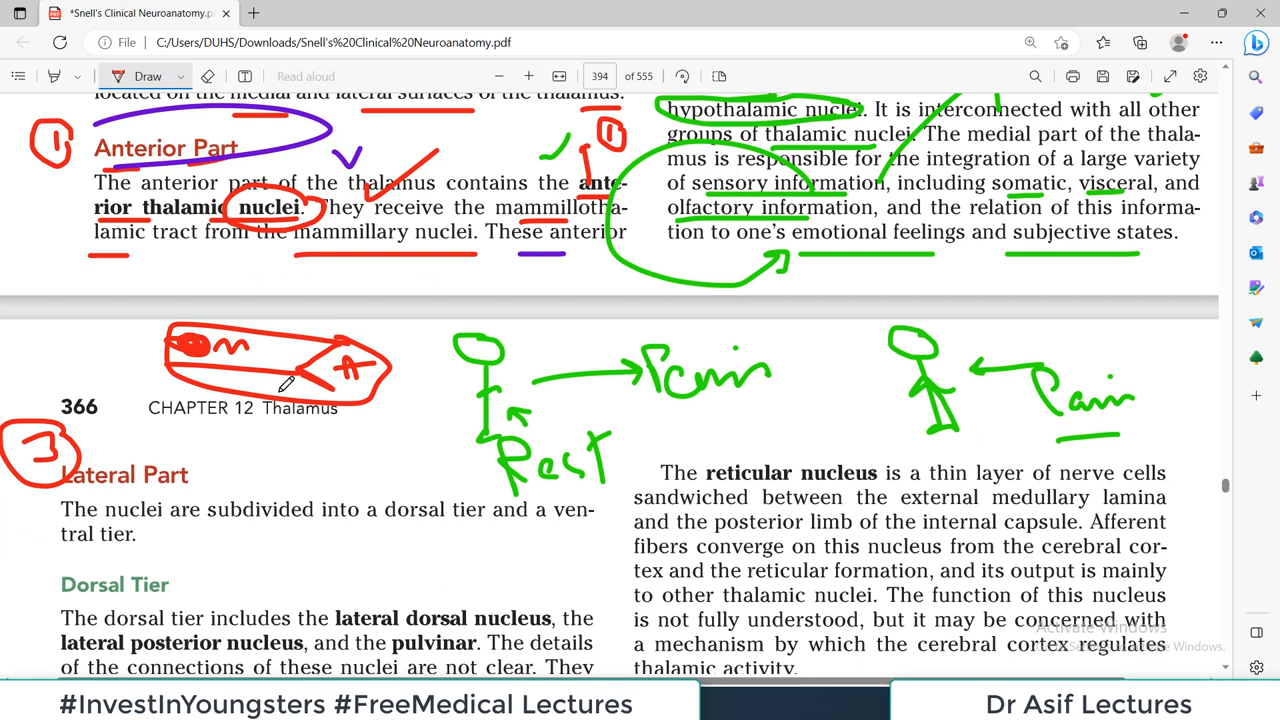 *Snell's Clinical Neuroanatomy.p
File
C:/Users/DUHS/Downloads/Snell's%20Clinical%20Neuroanatomy.pdf
Draw
Read aloud
394 of 555
located on the medial and lateral surfaces of the thalamus.
1
Anterior Part
1
The anterior part of the thalamus contains the ante-
rior thalamic nuclei. They receive the mammillotha-
lamic tract from the mammillary nuclei. These anterior
hypothalamic nuclei. It is interconnected with all other
groups of thalamic nuclei. The medial part of the thala-
mus is responsible for the integration of a large variety
of sensory information, including somatic, visceral, and
olfactory information, and the relation of this informa-
tion to one's emotional feelings and subjective states.
m
A
Pain
Rest
Pain
366
CHAPTER 12 Thalamus
3
Lateral Part
The nuclei are subdivided into a dorsal tier and a ven-
tral tier.
Dorsal Tier
The dorsal tier includes the lateral dorsal nucleus, the
lateral posterior nucleus, and the pulvinar. The details
of the connections of these nuclei are not clear. They
The reticular nucleus is a thin layer of nerve cells
sandwiched between the external medullary lamina
and the posterior limb of the internal capsule. Afferent
fibers converge on this nucleus from the cerebral cor-
tex and the reticular formation, and its output is mainly
to other thalamic nuclei. The function of this nucleus
is not fully understood, but it may be concerned with
a mechanism by which the cerebral cortex regulates
thalamic activity.
Activate Windows
#InvestInYoungsters #FreeMedical Lectures
Dr Asif Lectures